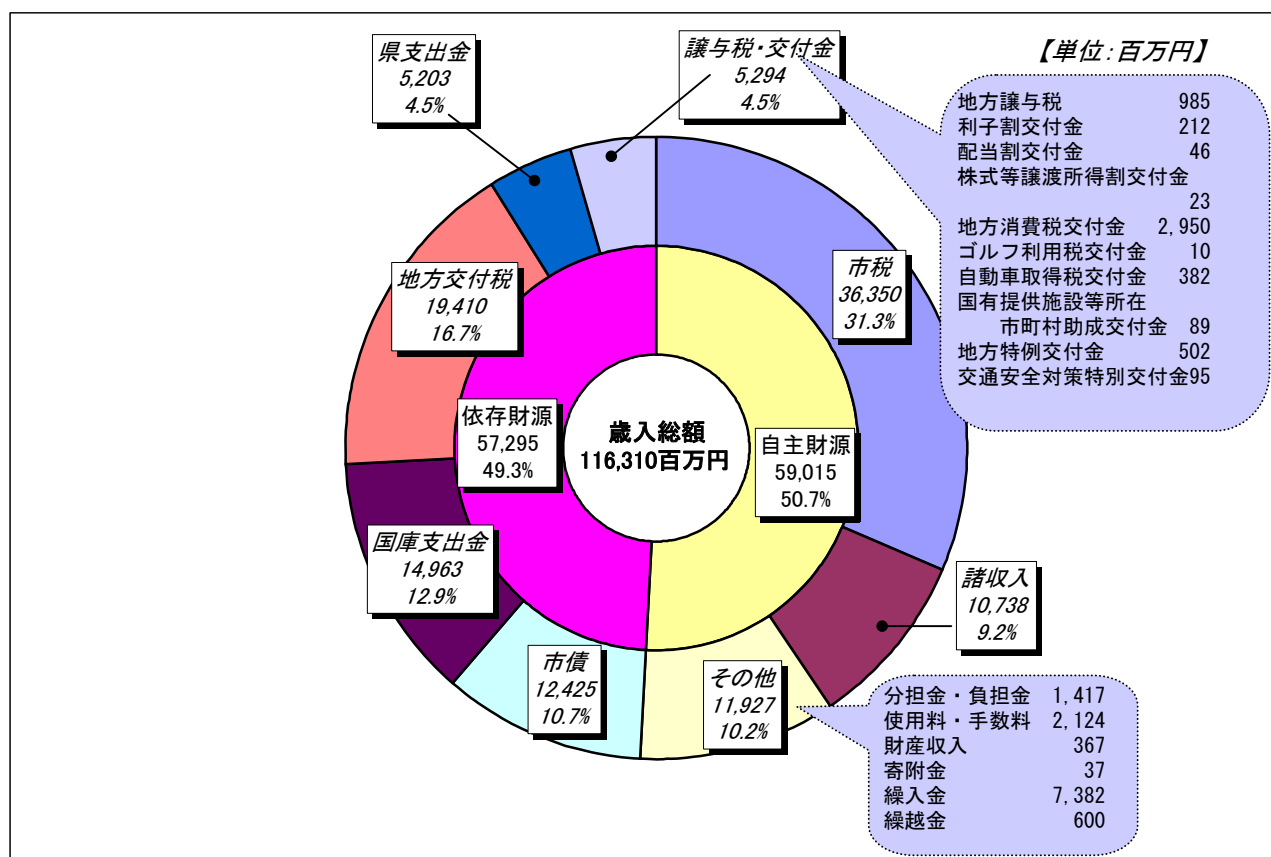 県支出金
5,203
4.5%
譲与税・交付金
5,294
4.5%
【単位：百万円】
地方譲与税 985
利子割交付金 212
配当割交付金 46
株式等譲渡所得割交付金
23
地方消費税交付金 2,950
ゴルフ利用税交付金 10
自動車取得税交付金 382
国有提供施設等所在
市町村助成交付金 89
地方特例交付金 502
交通安全対策特別交付金95
市税
36,350
31.3%
地方交付税
19,410
16.7%
依存財源
57,295
49.3%
歳入総額
116,310百万円
自主財源
59,015
50.7%
国庫支出金
14,963
12.9%
諸収入
10,738
9.2%
市債
12,425
10.7%
その他
11,927
10.2%
分担金・負担金 1,417
使用料・手数料 2,124
財産収入 367
寄附金 37
繰入金 7,382
繰越金 600